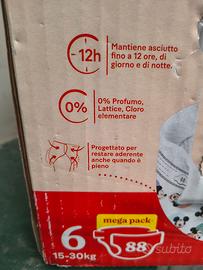 -12h
Mantiene asciutto
fino a 12 ore, di
giorno e di notte.
0%
0% Profumo,
Lattice, Cloro
elementare
Progettato per
restare aderente
anche quando è
pieno
mega pack
6
88
15-30kg
subito